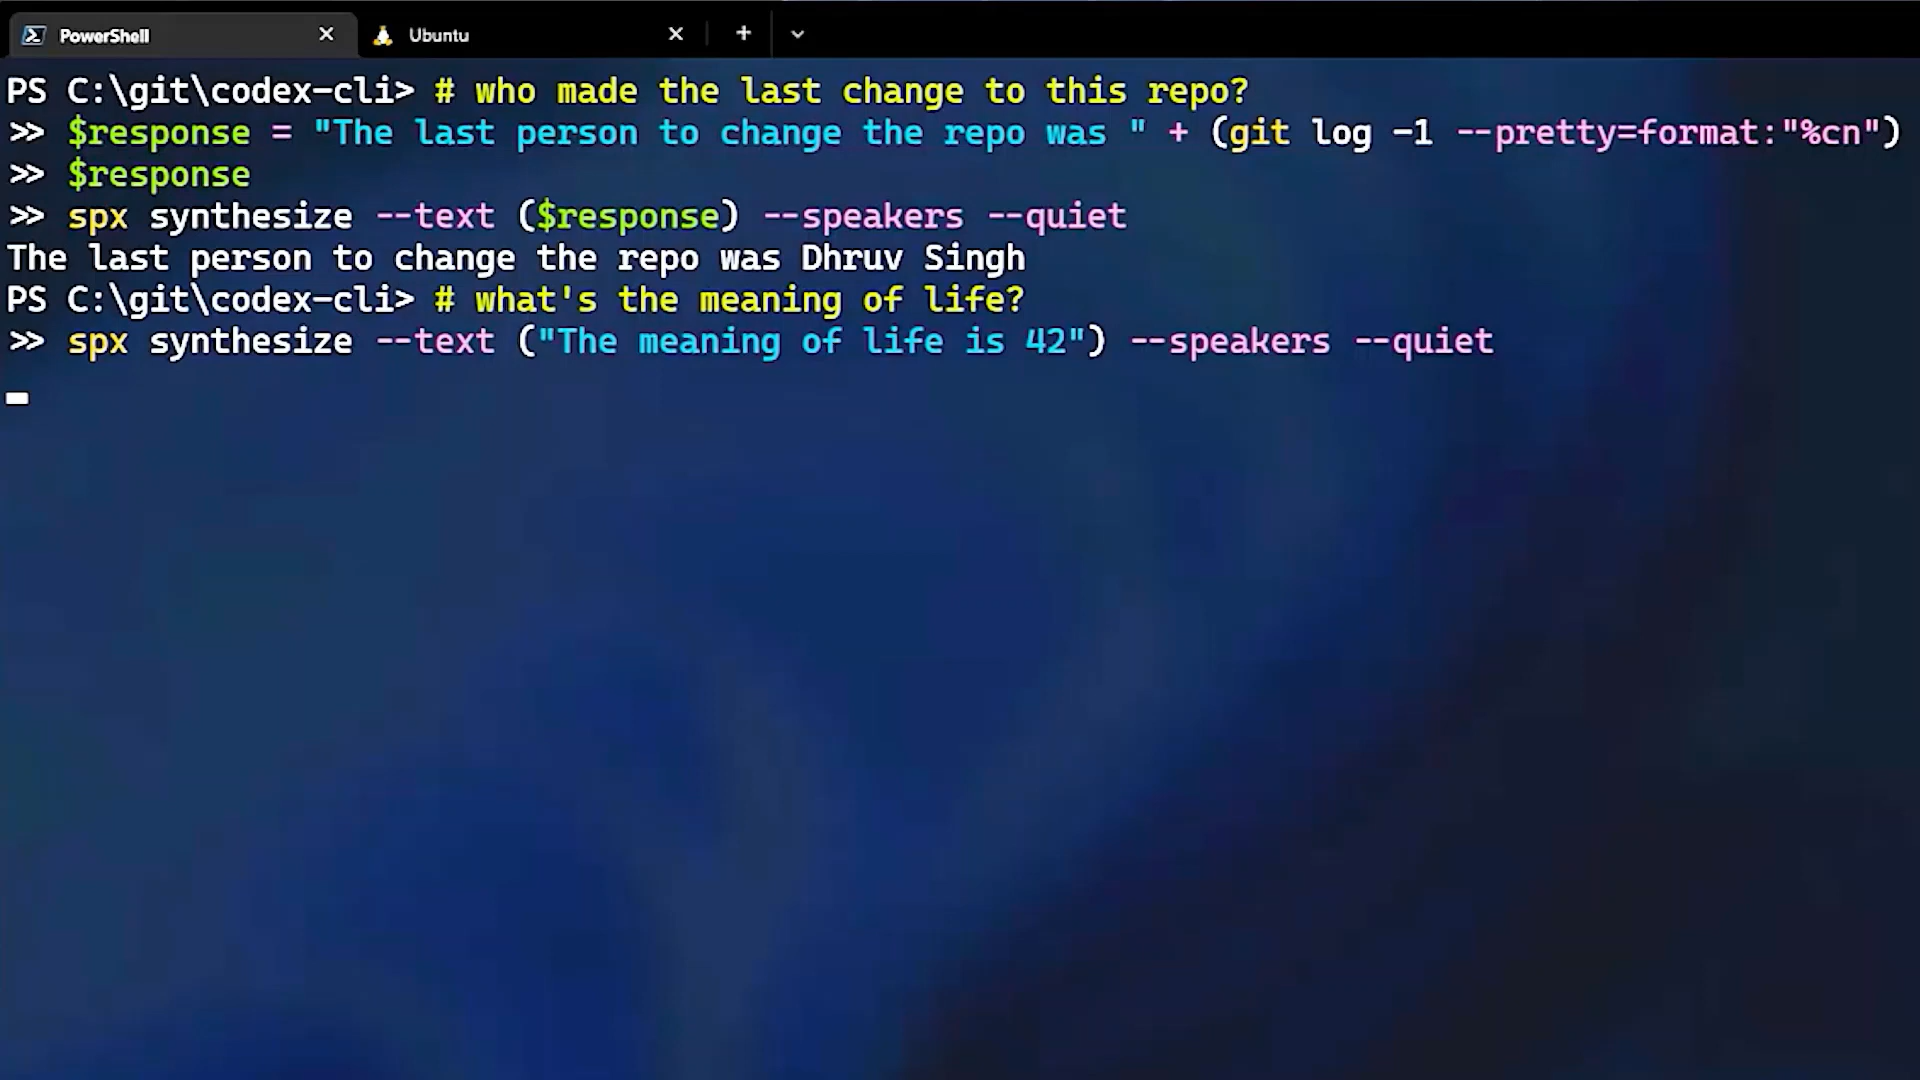 PowerShell
Ubuntu
PS C:\git\codex-cli> # who made the last change to this repo?
>> $response = "The last person to change the repo was " + (git log -1 --pretty=format:"%cn")
>> $response
>> spx synthesize --text ($response) --speakers --quiet
The last person to change the repo was Dhruv Singh
PS C:\git\codex-cli> # what's the meaning of life?
>> spx synthesize --text ("The meaning of life is 42") --speakers --quiet